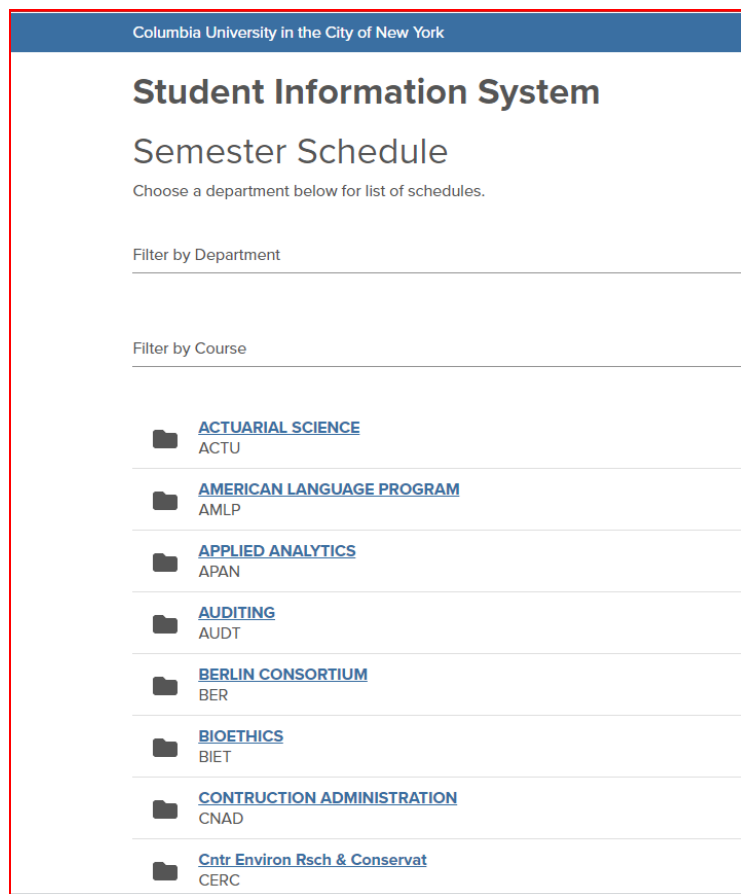 Columbia University in the City of New York
Student Information System
Semester Schedule
Choose a department below for list of schedules.
Filter by Department
Filter by Course
ACTUARIAL SCIENCE
ACTU
AMERICAN LANGUAGE PROGRAM
AMLP
APPLIED ANALYTICS
APAN
AUDITING
AUDT
BERLIN CONSORTIUM
BER
BIOETHICS
BIET
CONTRUCTION ADMINISTRATION
CNAD
Cntr Environ Rsch & Conservat
CERC